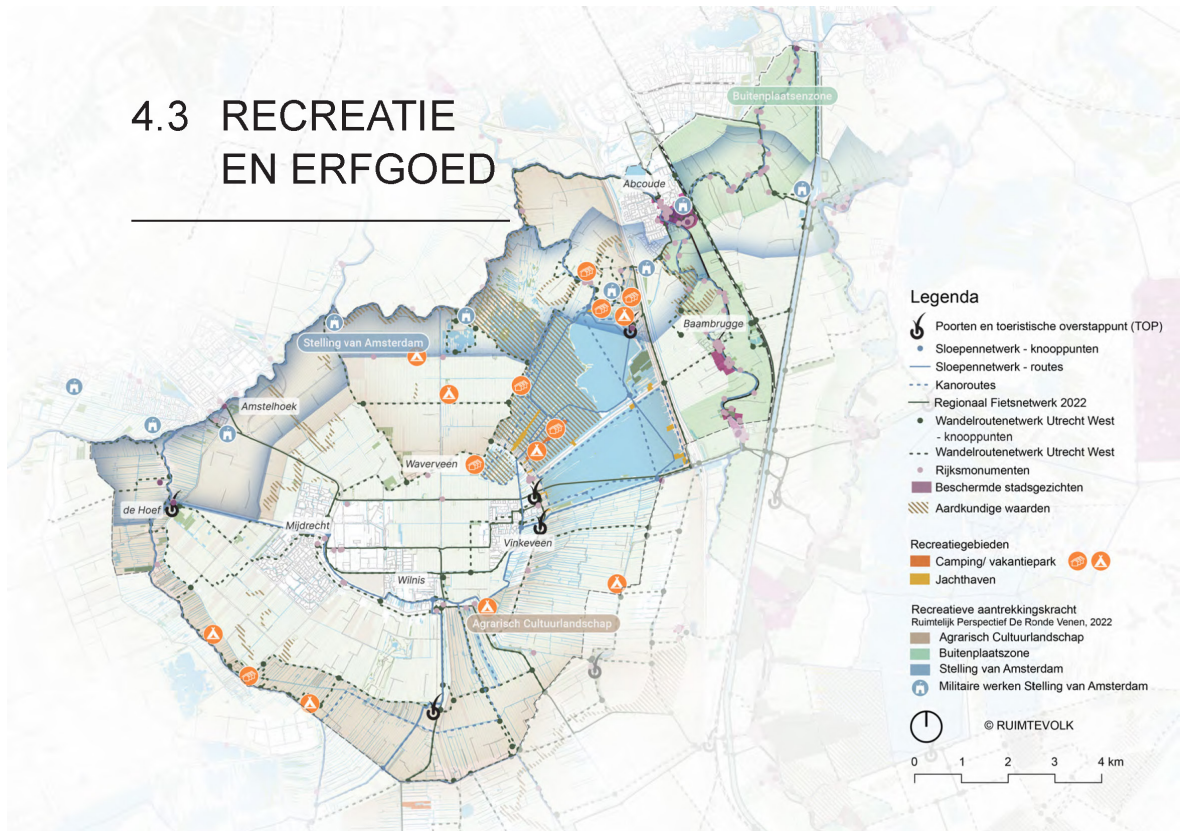 4.3 RECREATIE
EN ERFGOED
Buitenplaatsenzone
Abcoude
Baambrugge
Stelling van Amsterdam
Amstelhoek
Waverveen
de Hoef
Mijdrecht
Vinkeveen
Wilnis
Agrarisch Cultuurlandschap
Legenda
Poorten en toeristische overstappunt (TOP)
Sloepennetwerk - knooppunten
Sloepennetwerk - routes
Kanoroutes
Regionaal Fietsnetwerk 2022
Wandelroutenetwerk Utrecht West
- knooppunten
Wandelroutenetwerk Utrecht West
Rijksmonumenten
Beschermde stadsgezichten
Aardkundige waarden
Recreatiegebieden
Camping/ vakantiepark
Jachthaven
Recreatieve aantrekkingskracht
Ruimtelijk Perspectief De Ronde Venen, 2022
Agrarisch Cultuurlandschap
Buitenplaatszone
Stelling van Amsterdam
Militaire werken Stelling van Amsterdam
© RUIMTEVOLK
0 1 2 3 4 km